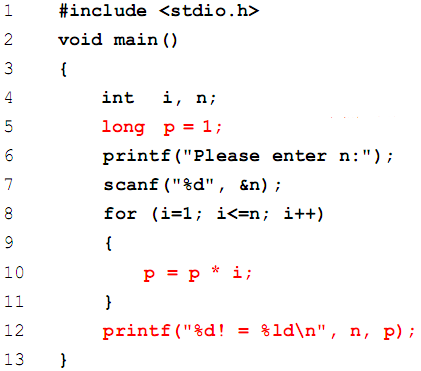 1 #include <stdio.h>
2 void main()
3 {
4 int i, n;
5 long p = 1;
6 printf("Please enter n:");
7 scanf("%d", &n);
8 for (i=1; i<=n; i++)
9 {
10 p = p * i;
11 }
12 printf("%d! = %ld\n", n, p);
13 }